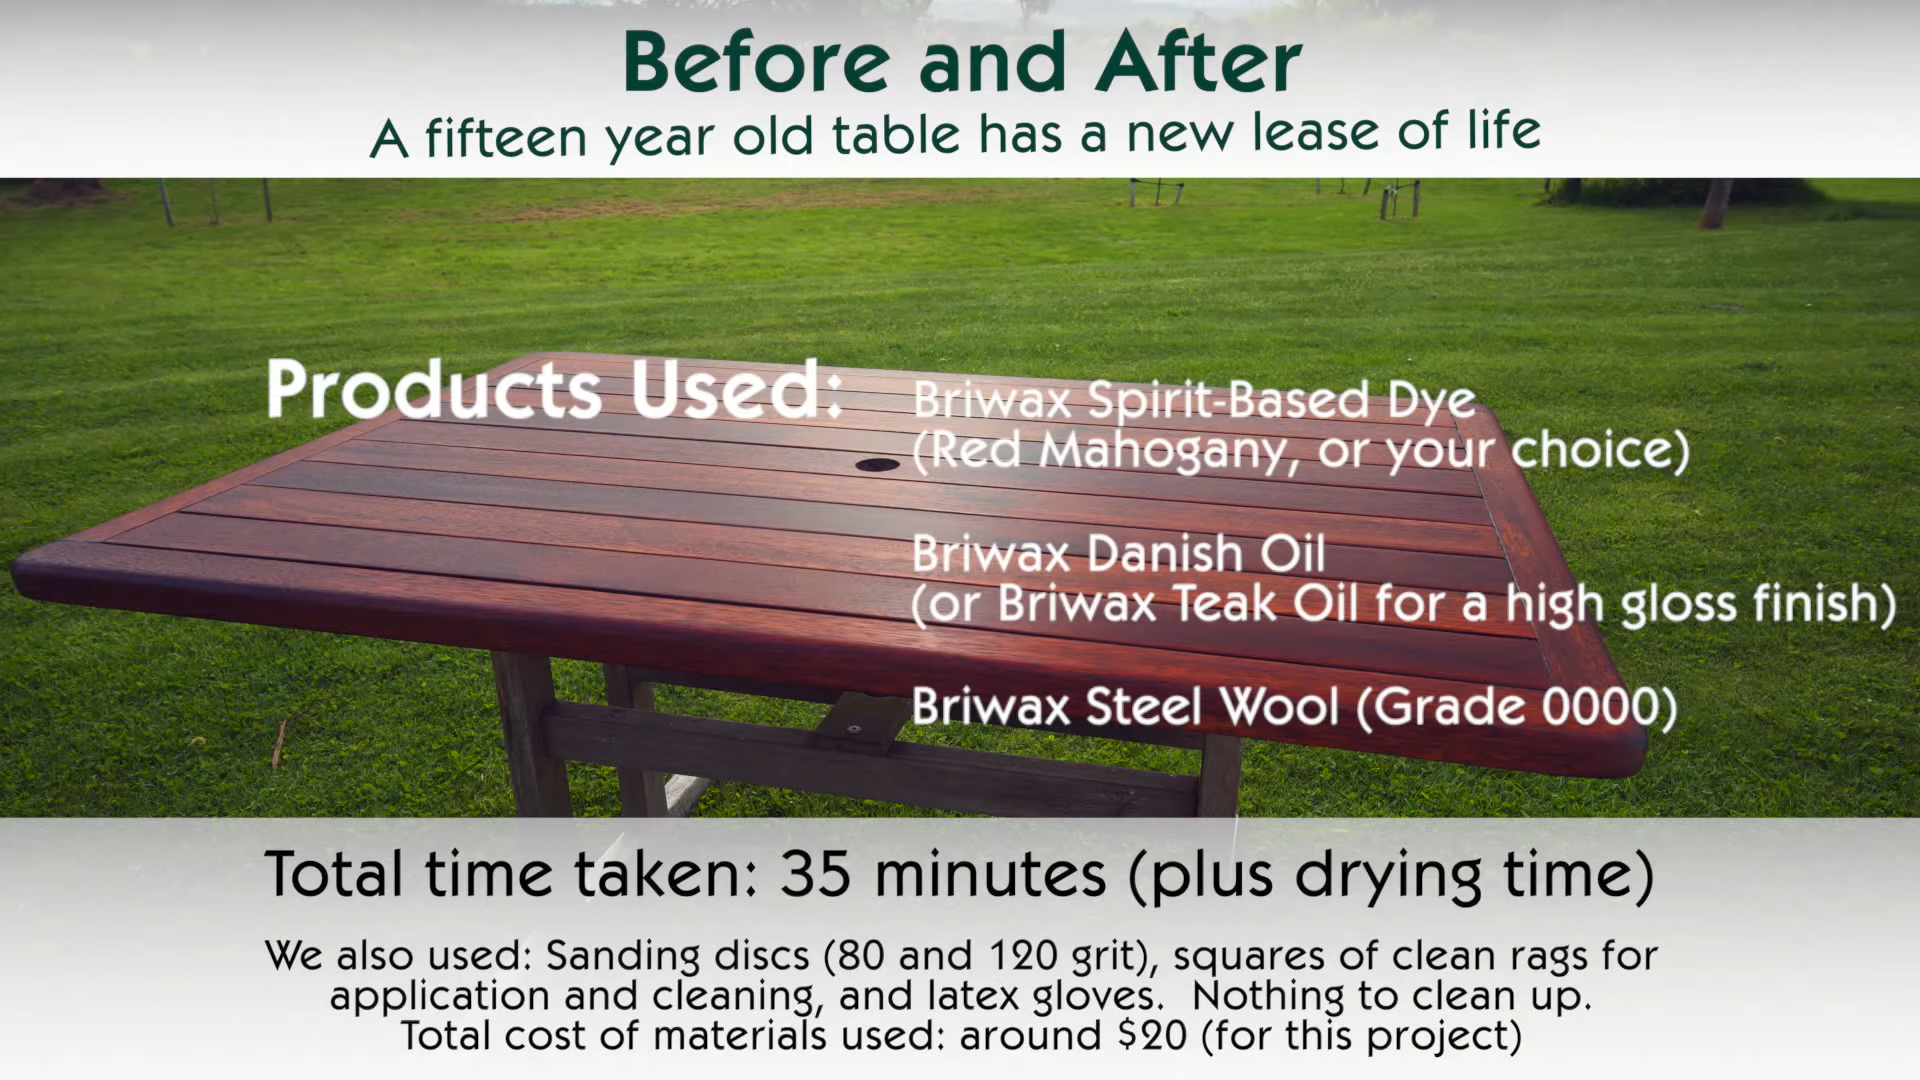 Before and After
A fifteen year old table has a new lease of life
Products Used:
Briwax Spirit-Based Dye
(Red Mahogany, or your choice)
Briwax Danish Oil
(or Briwax Teak Oil for a high gloss finish)
Briwax Steel Wool (Grade 0000)
Total time taken: 35 minutes (plus drying time)
We also used: Sanding discs (80 and 120 grit), squares of clean rags for
application and cleaning, and latex gloves.  Nothing to clean up.
Total cost of materials used: around $20 (for this project)